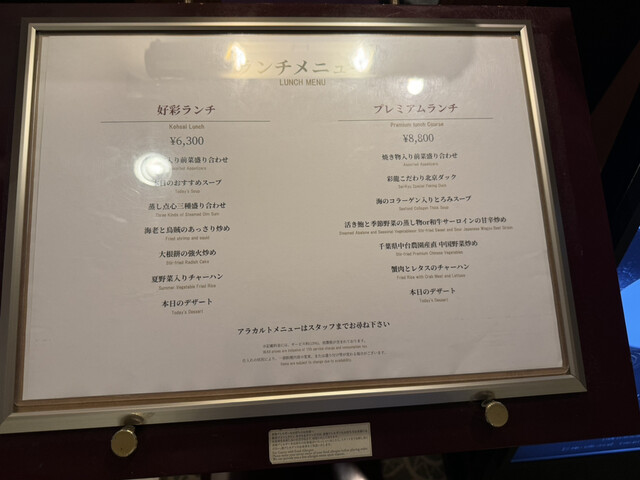 ランチメニュー
LUNCH MENU
好彩ランチ
Lunch
¥6,300
入り前菜盛り合わせ
Assorted Appetizers
日のおすすめスープ
Today's Soup
蒸し点心三種盛り合わせ
Three Kinds of Steamed Dim Sum
海老と烏賊のあっさり炒め
Fried shrimp and squid
大根餅の強火炒め
Stir-fried Radish Cake
夏野菜入りチャーハン
Summer Vegetable Fried Rice
本日のデザート
Today's Dessert
プレミアムランチ
Premium lunch Course
¥8,800
焼き物入り前菜盛り合わせ
Assorted Appetizers
彩龍こだわり北京ダック
Peking Duck
海のコラーゲン入りとろみスープ
Seafood Collagen Thick Soup
活き鮑と季節野菜の蒸し物or和牛サーロインの甘辛炒め
千葉県中台農園産直 中国野菜炒め
Stir-fried Premium Chinese Vegetables
蟹肉とレタスのチャーハン
Fried Rice with Crab Meat and Lettuce
本日のデザート
Today's Dessert
アラカルトメニューはスタッフまでお尋ね下さい